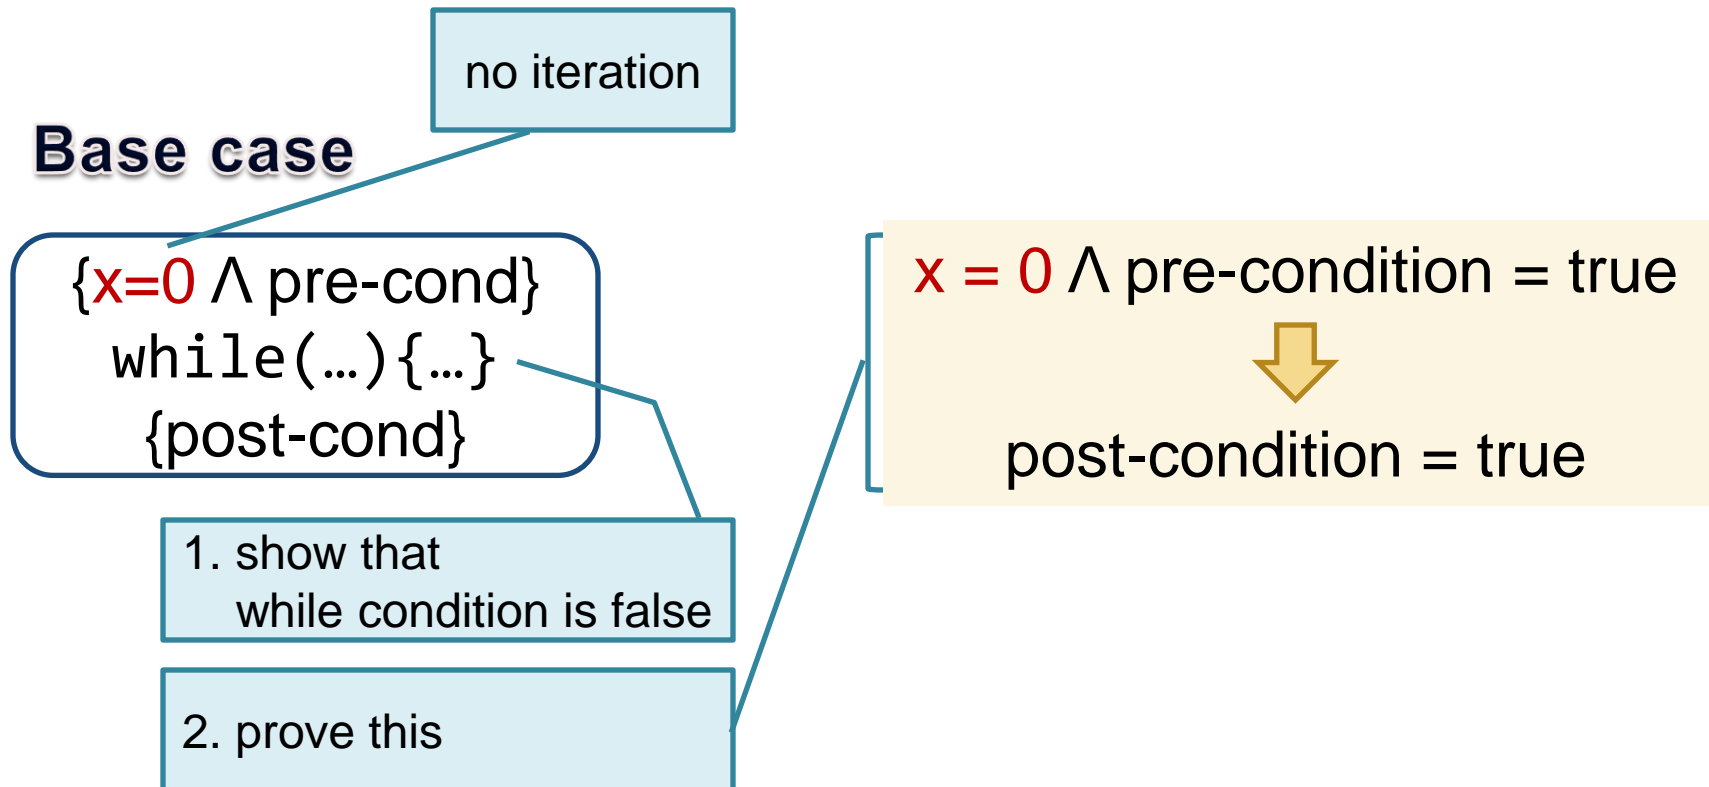 no iteration
Base case
{x=0 Λ pre-cond}
while(…){…}
{post-cond}
x = 0 Λ pre-condition = true
post-condition = true
1. show that
while condition is false
2. prove this